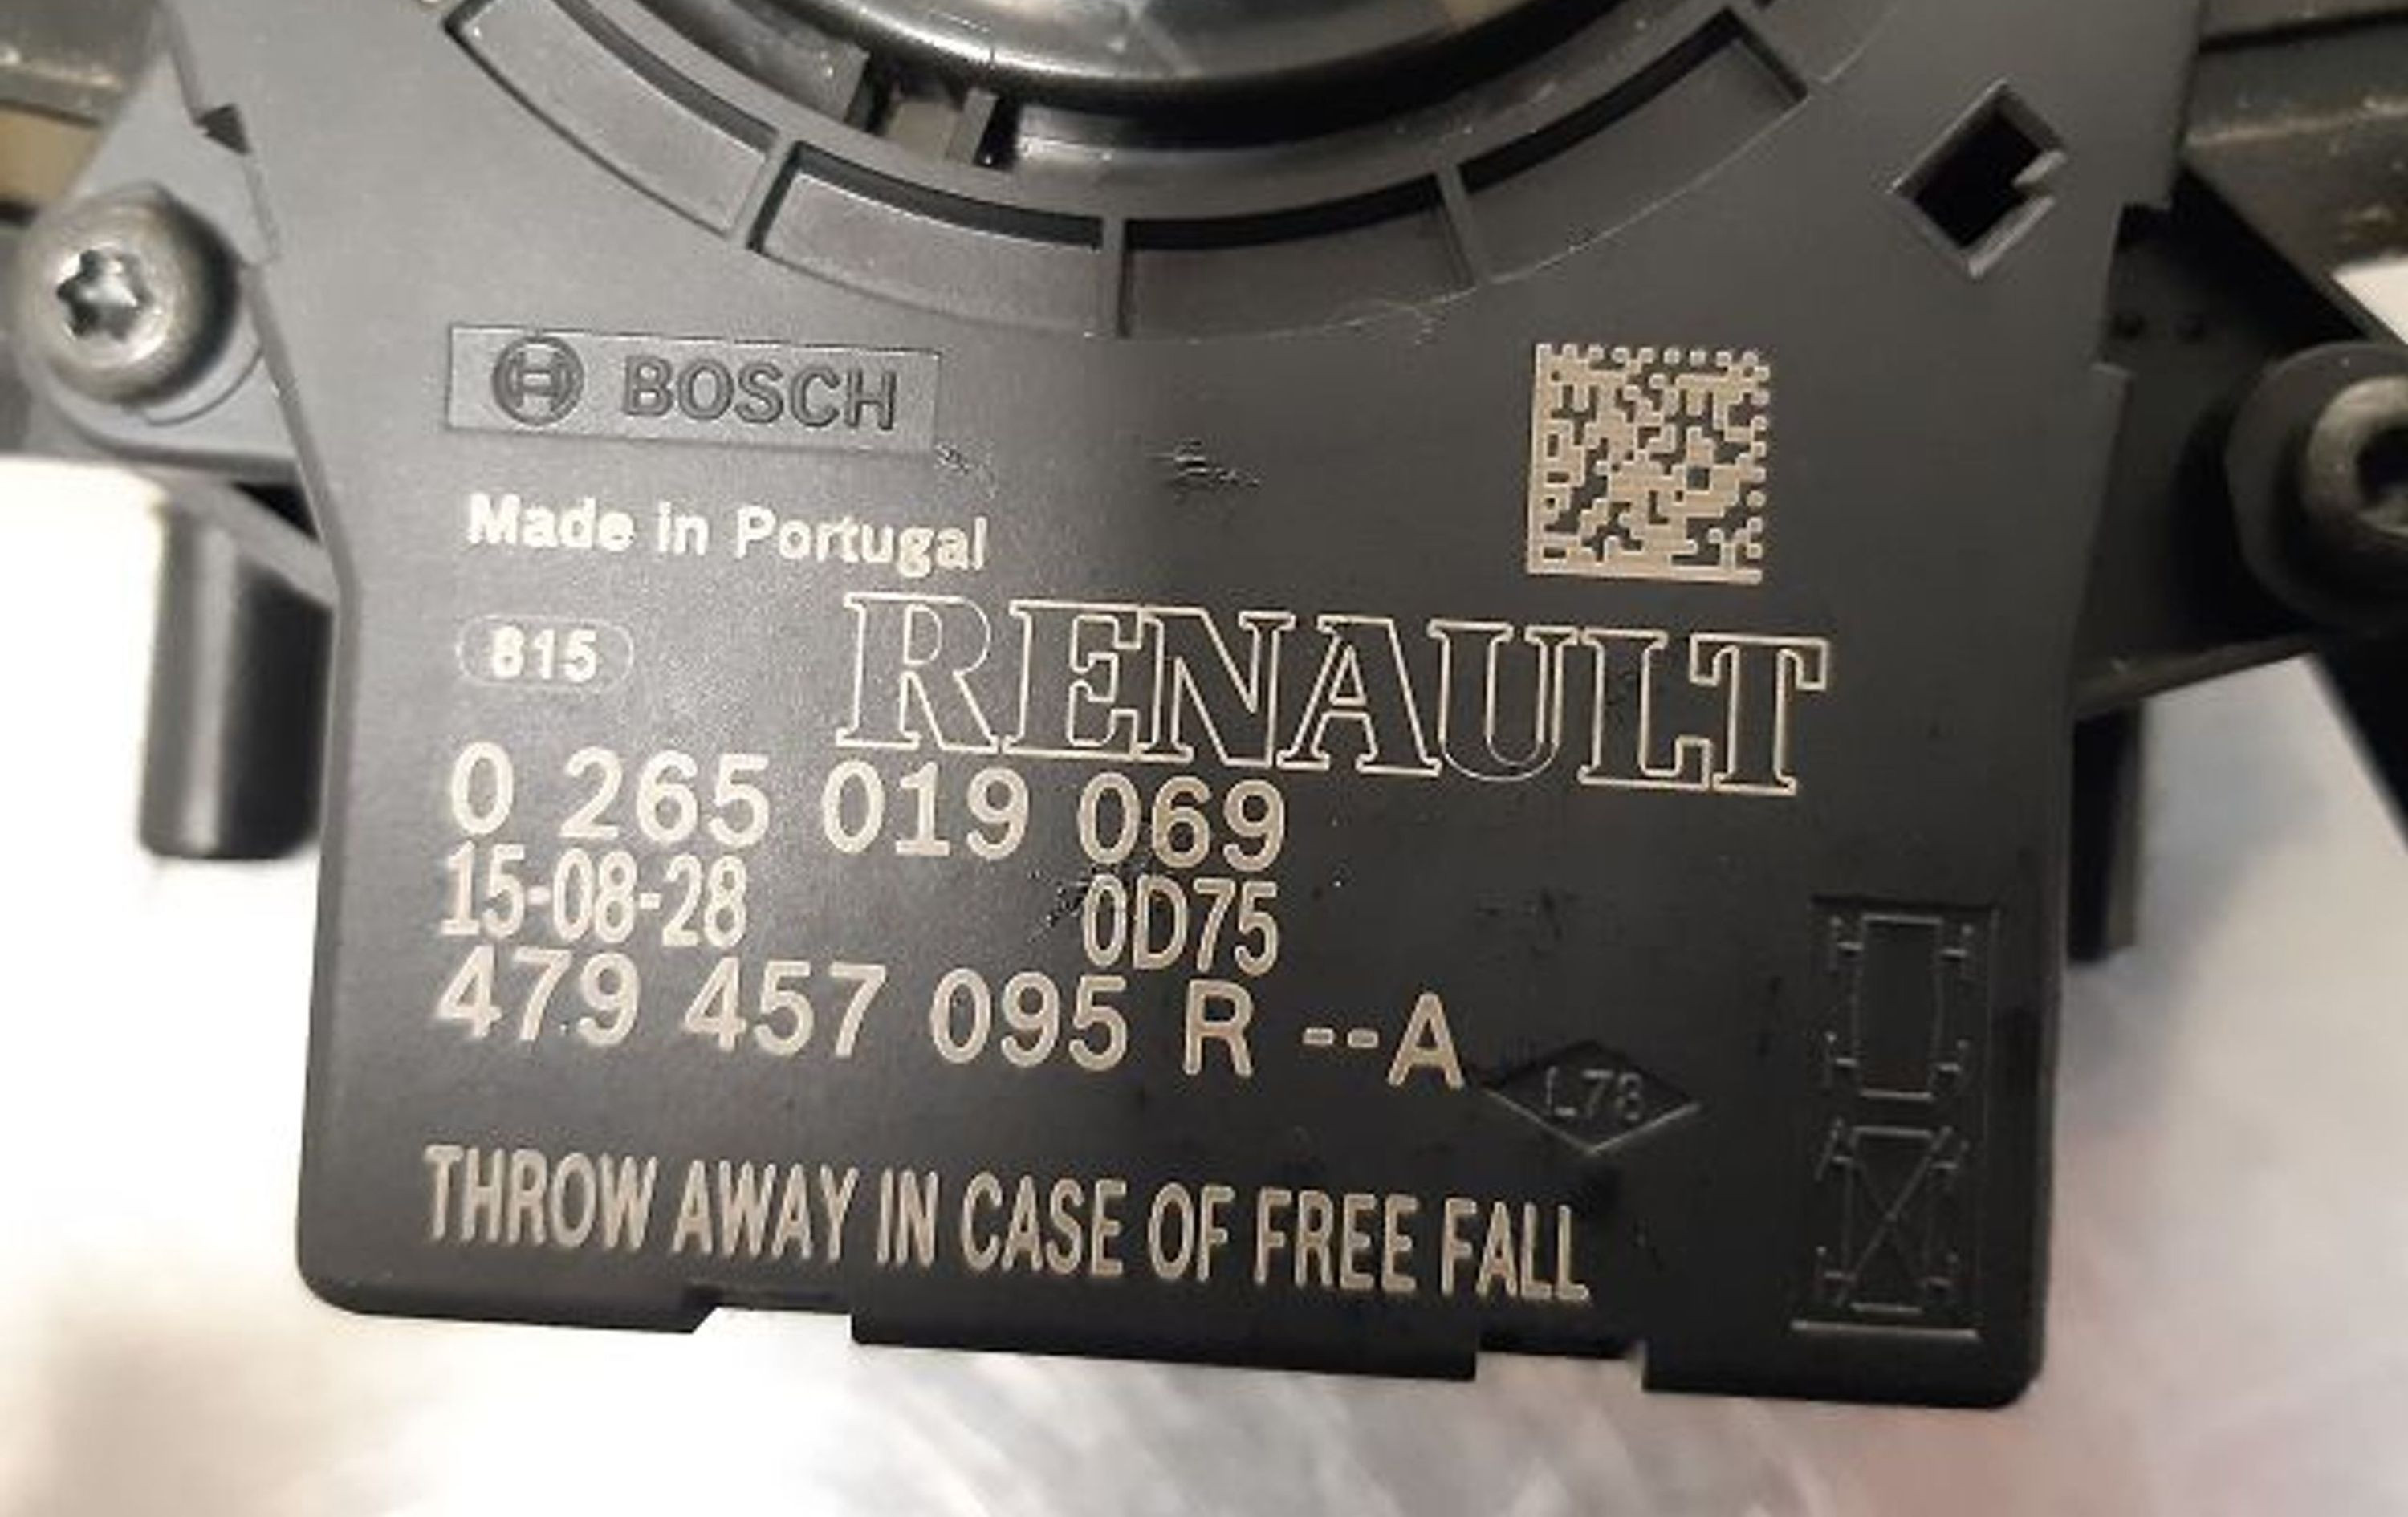 BOSCH
Made in Portugal
815
RENAULT
0 265 019 069
15-08-28 0D75
479 457 095 R --A
L78
THROW AWAY IN CASE OF FREE FALL